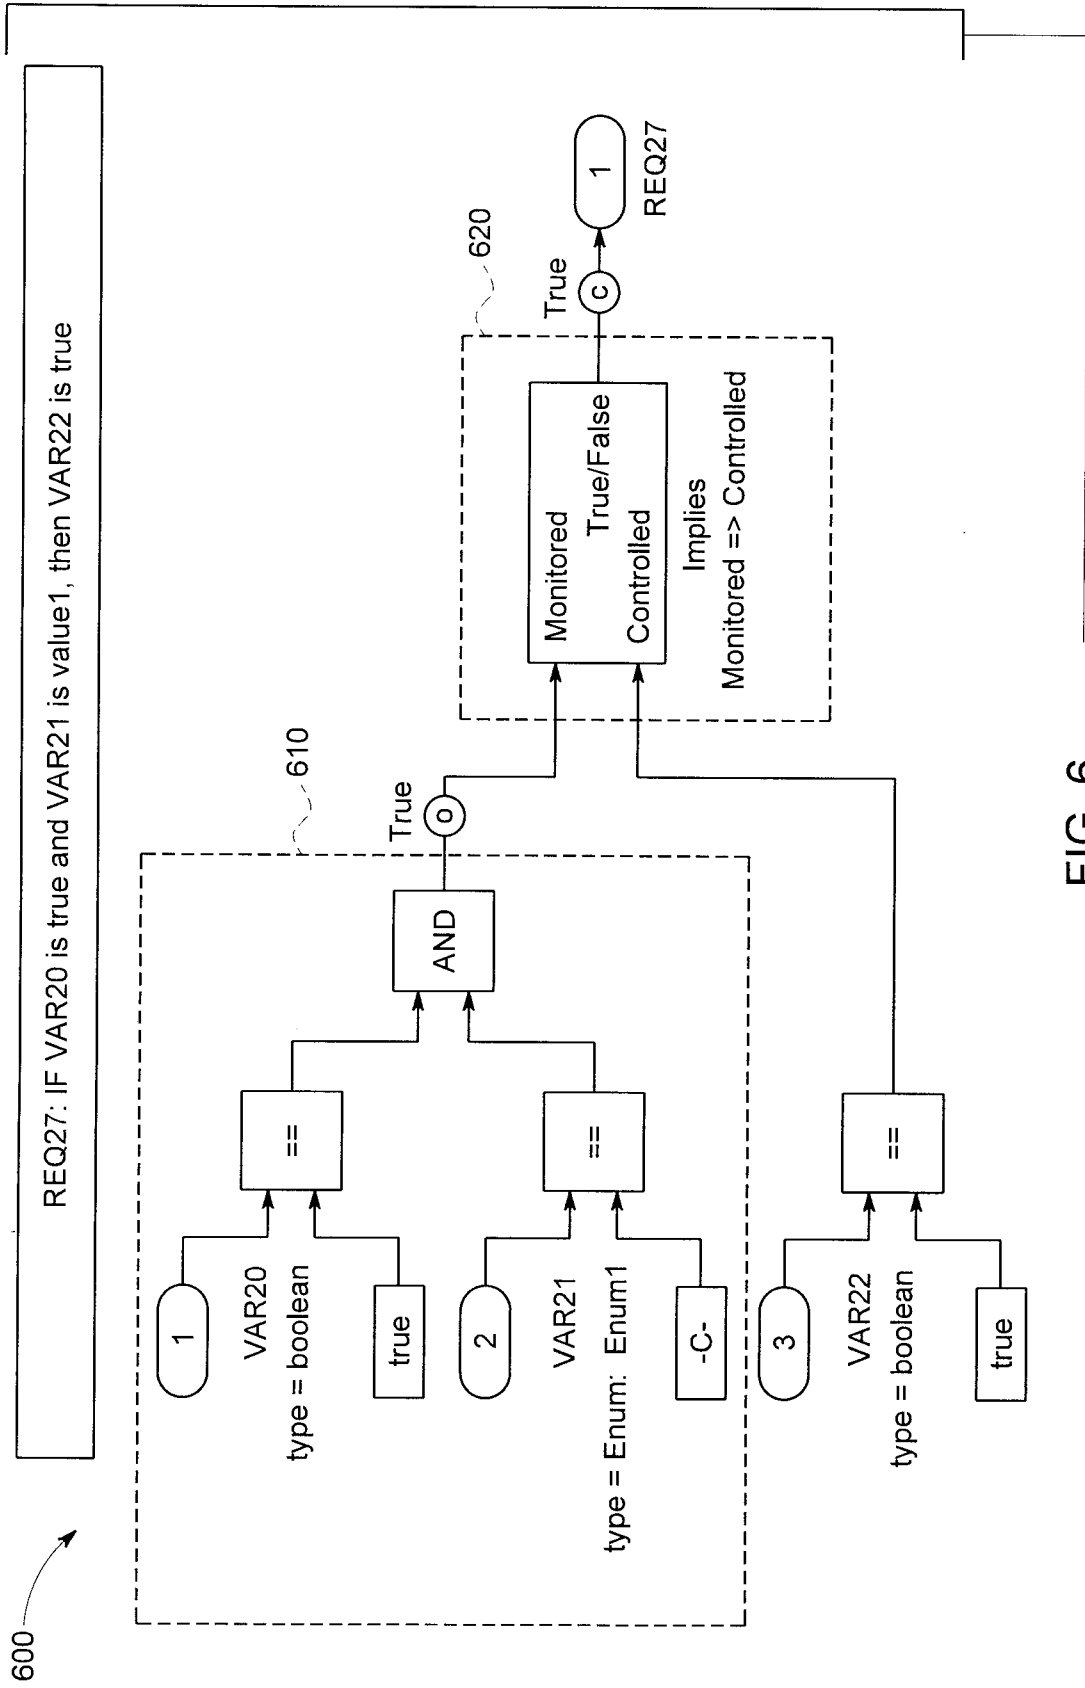 600
REQ27: IF VAR20 is true and VAR21 is value1, then VAR22 is true
610
1
VAR20
type = boolean
true
==
2
VAR21
type = Enum: Enum1
-C-
==
AND
True
o
3
VAR22
type = boolean
true
==
620
Monitored
True/False
Controlled
Implies
Monitored => Controlled
True
c
1
REQ27
FIG. 6